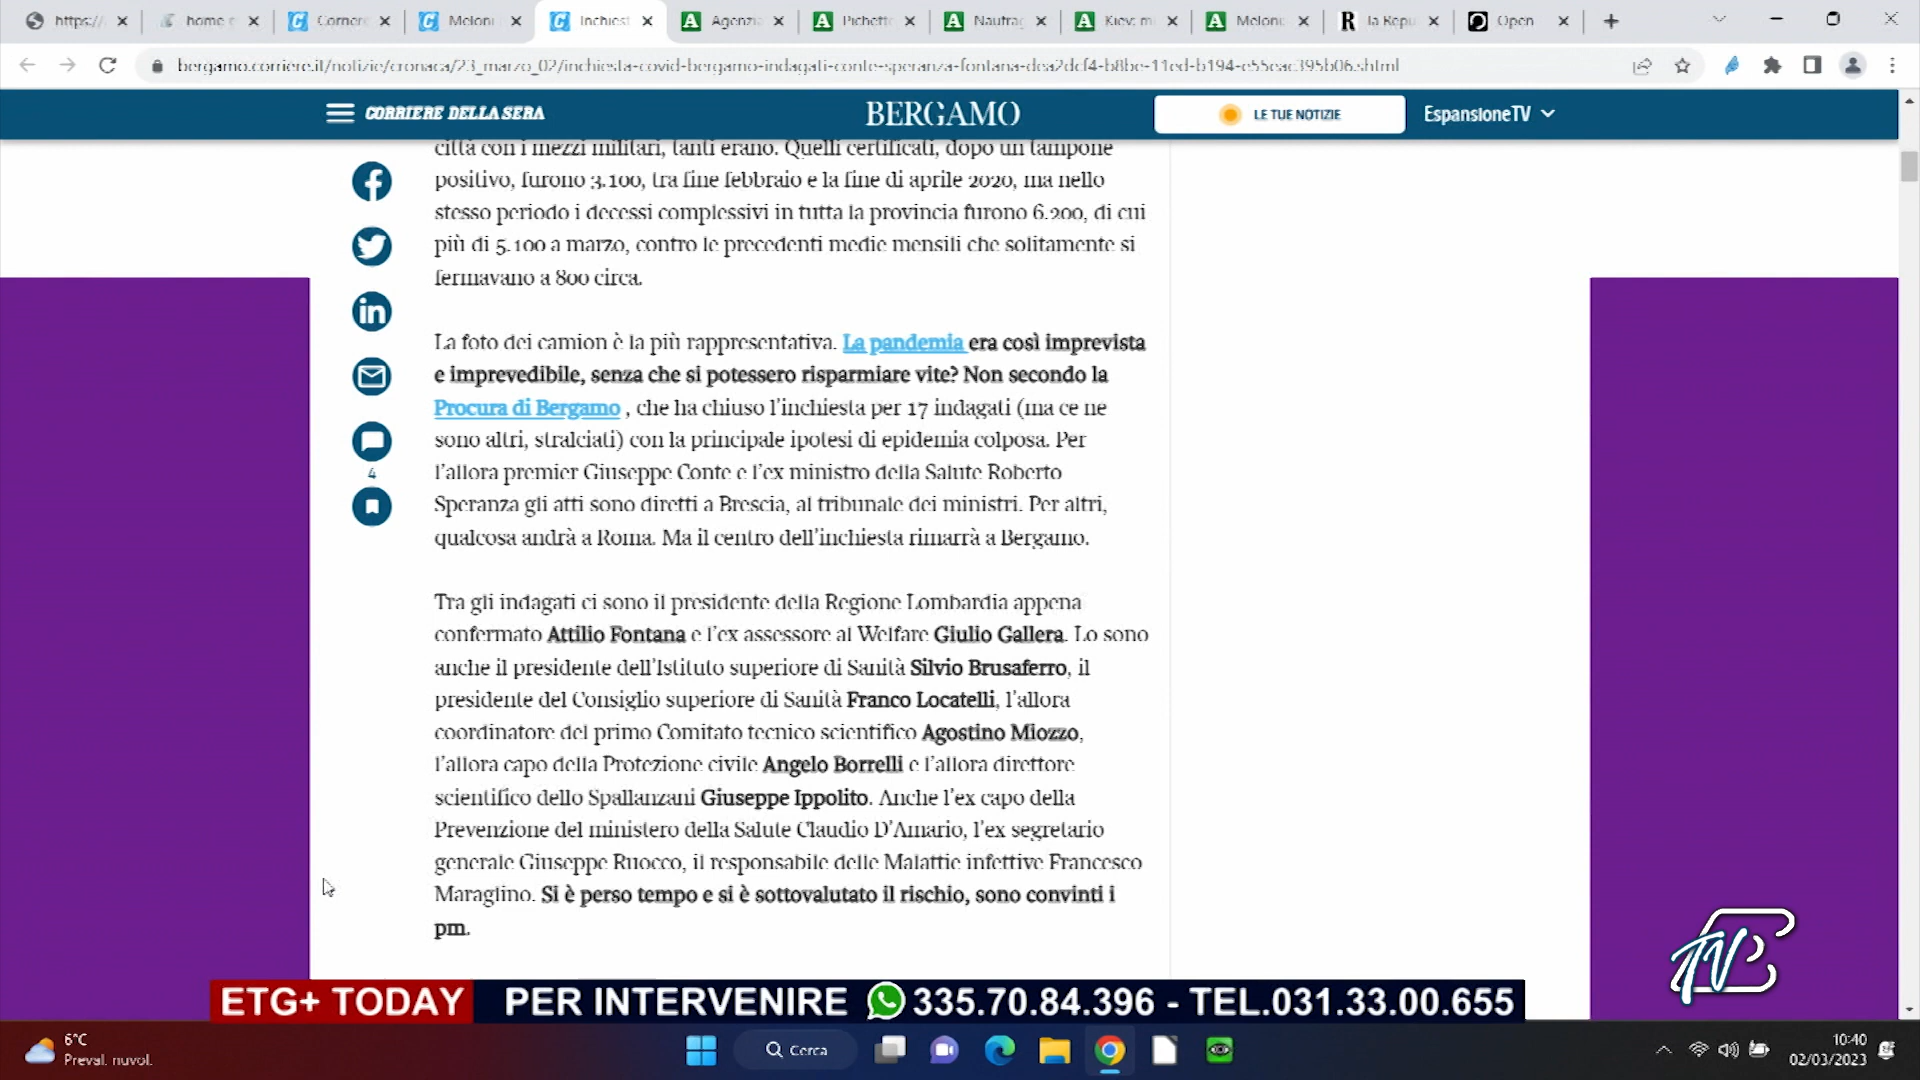 https://
home
Corriere
Meloni
Inchiest
Agenzia
Pichett
Naufrag
Kiev: m
Meloni:
la Repu
Open
bergamo.corriere.it/notizie/cronaca/23_marzo_02/inchiesta-covid-bergamo-indagati-conte-speranza-fontana-dea2dcf4-b8be-11ed-b194-e55eac395b06.shtml
CORRIERE DELLA SERA
BERGAMO
LE TUE NOTIZIE
EspansioneTV
città con i mezzi militari, tanti erano. Quelli certificati, dopo un tampone
positivo, furono 3.100, tra fine febbraio e la fine di aprile 2020, ma nello
stesso periodo i decessi complessivi in tutta la provincia furono 6.200, di cui
più di 5.100 a marzo, contro le precedenti medie mensili che solitamente si
fermavano a 800 circa.
La foto dei camion è la più rappresentativa. La pandemia era così imprevista
e imprevedibile, senza che si potessero risparmiare vite? Non secondo la
Procura di Bergamo , che ha chiuso l'inchiesta per 17 indagati (ma ce ne
sono altri, stralciati) con la principale ipotesi di epidemia colposa. Per
l'allora premier Giuseppe Conte e l'ex ministro della Salute Roberto
Speranza gli atti sono diretti a Brescia, al tribunale dei ministri. Per altri,
qualcosa andrà a Roma. Ma il centro dell'inchiesta rimarrà a Bergamo.
4
Tra gli indagati ci sono il presidente della Regione Lombardia appena
confermato Attilio Fontana e l'ex assessore al Welfare Giulio Gallera. Lo sono
anche il presidente dell'Istituto superiore di Sanità Silvio Brusaferro, il
presidente del Consiglio superiore di Sanità Franco Locatelli, l'allora
coordinatore del primo Comitato tecnico scientifico Agostino Miozzo,
l'allora capo della Protezione civile Angelo Borrelli e l'allora direttore
scientifico dello Spallanzani Giuseppe Ippolito. Anche l'ex capo della
Prevenzione del ministero della Salute Claudio D'Amario, l'ex segretario
generale Giuseppe Ruocco, il responsabile delle Malattie infettive Francesco
Maraglino. Si è perso tempo e si è sottovalutato il rischio, sono convinti i
pm.
ETG+ TODAY
PER INTERVENIRE 335.70.84.396 - TEL.031.33.00.655
6°C
Preval. nuvol.
Cerca
10:40
02/03/2023